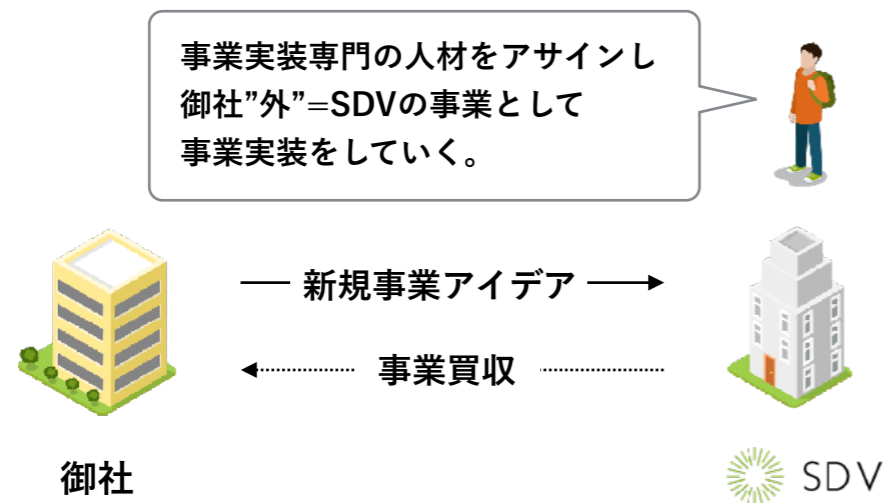 事業実装専門の人材をアサインし
御社”外”=SDVの事業として
事業実装をしていく。
新規事業アイデア
事業買収
御社
SDV